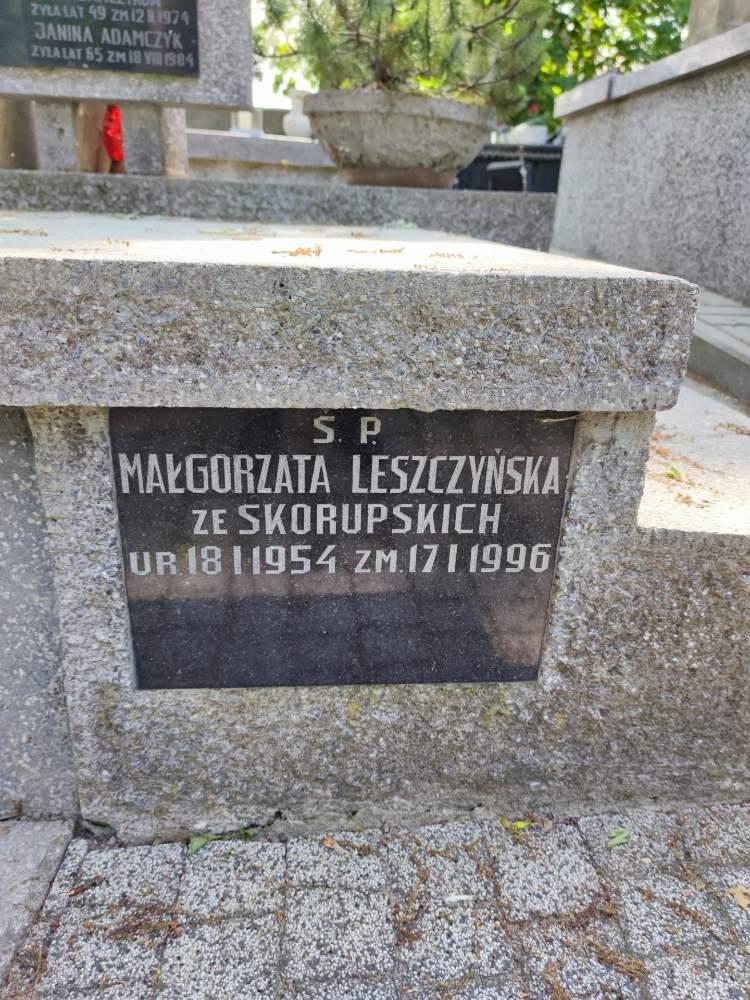 ŻYŁA LAT 49 ZM 12 II 1974
JANINA ADAMCZYK
ŻYŁA LAT 65 ZM 18 VIII 1984
Ś. P.
MAŁGORZATA LESZCZYŃSKA
ZE SKORUPSKICH
UR. 18 I 1954 ZM. 17 I 1996